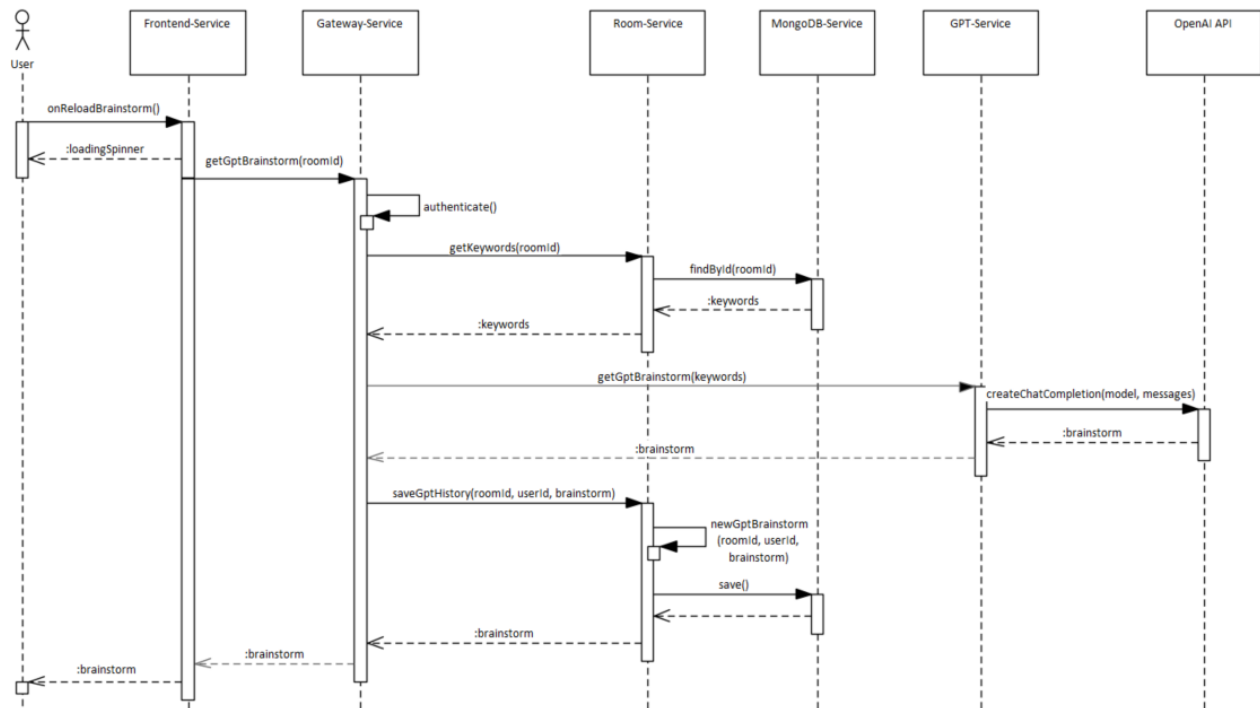 Frontend-Service
Gateway-Service
Room-Service
MongoDB-Service
GPT-Service
OpenAI API
User
onReloadBrainstorm()
:loadingSpinner
getGptBrainstorm(roomId)
authenticate()
getKeywords(roomId)
findById(roomId)
:keywords
:keywords
getGptBrainstorm(keywords)
createChatCompletion(model, messages)
:brainstorm
:brainstorm
saveGptHistory(roomId, userId, brainstorm)
newGptBrainstorm
(roomId, userId,
brainstorm)
save()
:brainstorm
:brainstorm
:brainstorm